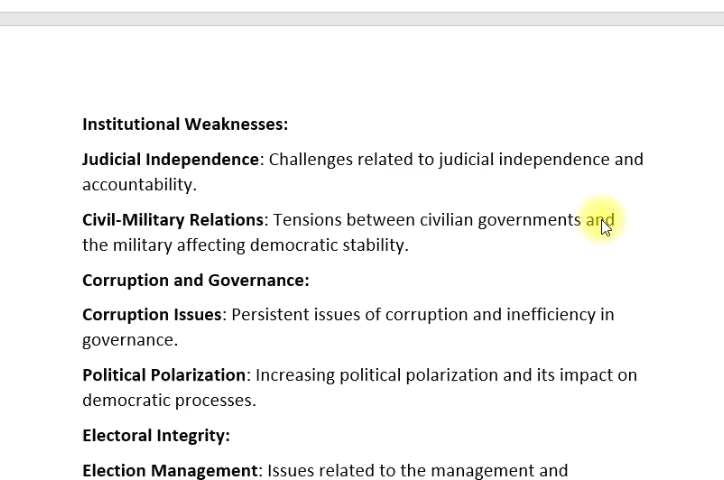 Institutional Weaknesses:
Judicial Independence: Challenges related to judicial independence and
accountability.
Civil-Military Relations: Tensions between civilian governments and
the military affecting democratic stability.
Corruption and Governance:
Corruption Issues: Persistent issues of corruption and inefficiency in
governance.
Political Polarization: Increasing political polarization and its impact on
democratic processes.
Electoral Integrity:
Election Management: Issues related to the management and